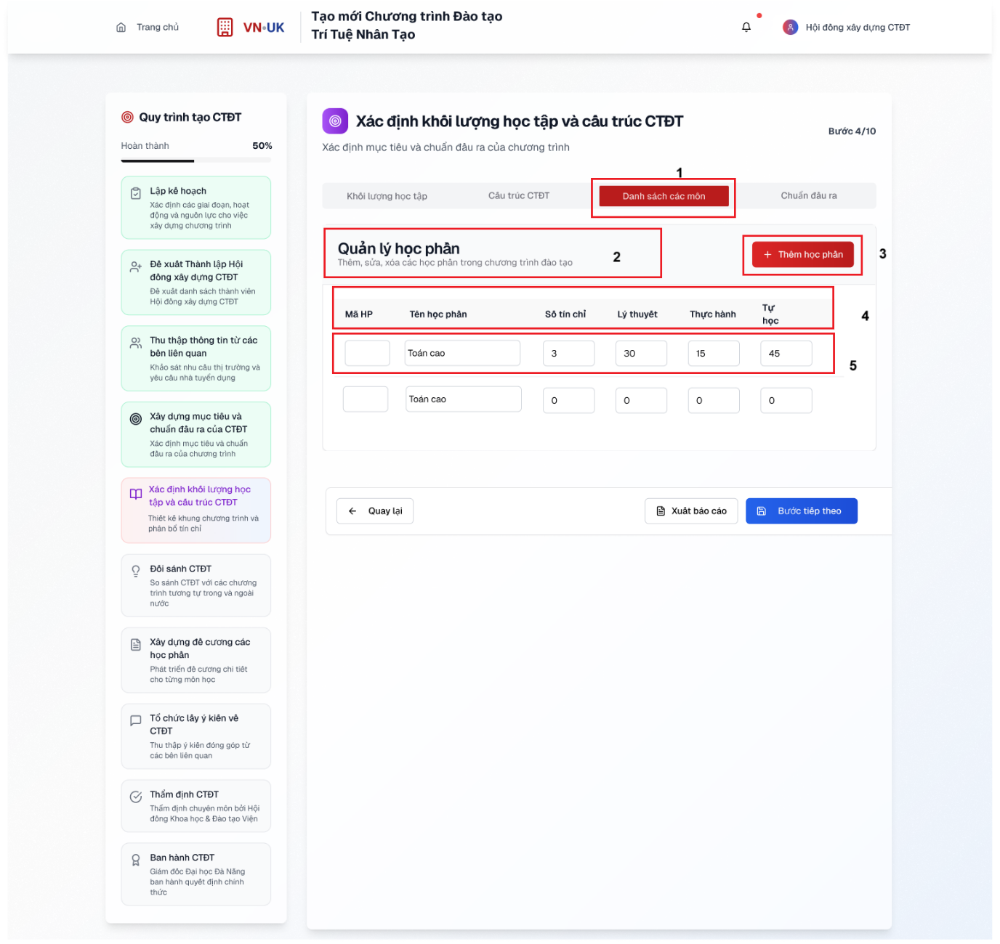 Trang chủ
VN-UK
Tạo mới Chương trình Đào tạo
Trí Tuệ Nhân Tạo
Hội đồng xây dựng CTĐT
Quy trình tạo CTĐT
Hoàn thành
50%
Lập kế hoạch
Xác định các giai đoạn, hoạt
động và nguồn lực cho việc
xây dựng chương trình
Đề xuất Thành lập Hội
đồng xây dựng CTĐT
Đề xuất danh sách thành viên
Hội đồng xây dựng CTĐT
Thu thập thông tin từ các
bên liên quan
Khảo sát nhu cầu thị trường và
yêu cầu nhà tuyển dụng
Xây dựng mục tiêu và
chuẩn đầu ra của CTĐT
Xác định mục tiêu và chuẩn
đầu ra của chương trình
Xác định khối lượng học
tập và cấu trúc CTĐT
Thiết kế khung chương trình và
phân bổ tín chỉ
Đối sánh CTĐT
So sánh CTĐT với các chương
trình tương tự trong và ngoài
nước
Xây dựng đề cương các
học phần
Phát triển đề cương chi tiết
cho từng môn học
Tổ chức lấy ý kiến về
CTĐT
Thu thập ý kiến đóng góp từ
các bên liên quan
Thẩm định CTĐT
Thẩm định chuyên môn bởi Hội
đồng Khoa học & Đào tạo Viện
Ban hành CTĐT
Giám đốc Đại học Đà Nẵng
ban hành quyết định chính
thức
Xác định khối lượng học tập và cấu trúc CTĐT
Bước 4/10
Xác định mục tiêu và chuẩn đầu ra của chương trình
1
Khối lượng học tập
Cấu trúc CTĐT
Danh sách các môn
Chuẩn đầu ra
Quản lý học phần
Thêm, sửa, xóa các học phần trong chương trình đào tạo
2
+ Thêm học phần
3
Mã HP
Tên học phần
Số tín chỉ
Lý thuyết
Thực hành
Tự
học
4
Toán cao
3
30
15
45
5
Toán cao
0
0
0
0
Quay lại
Xuất báo cáo
Bước tiếp theo